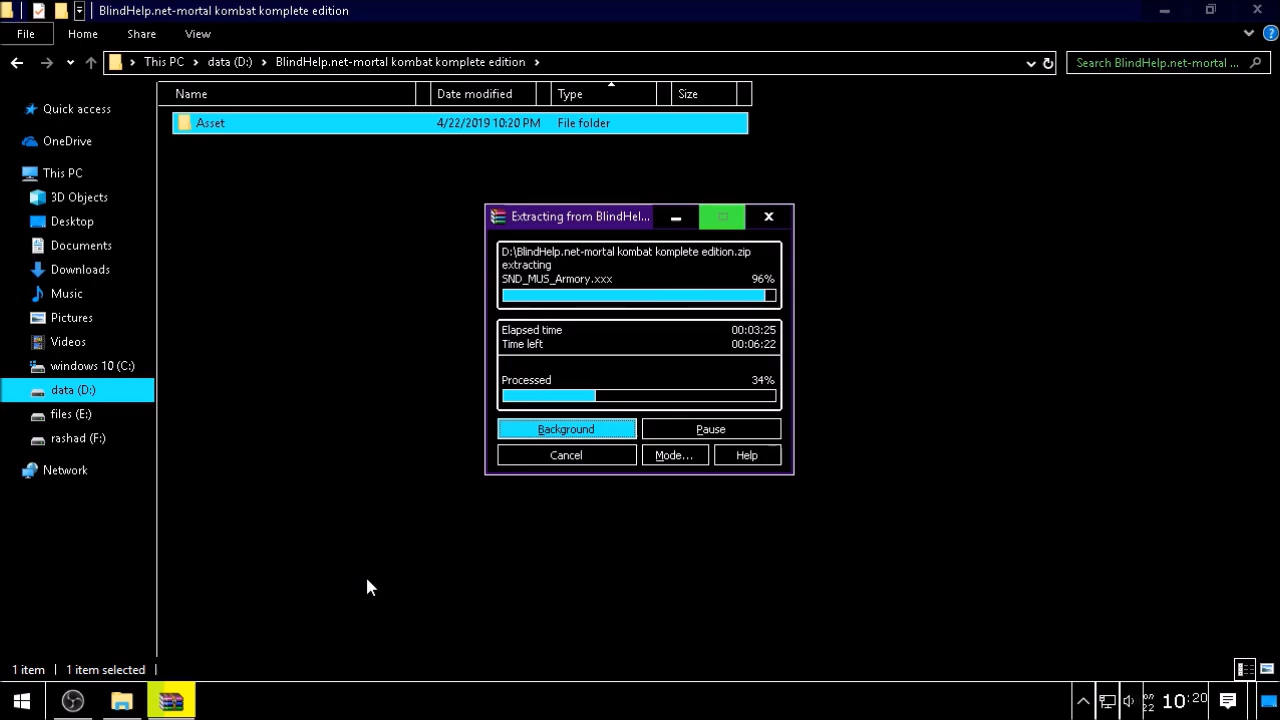 BlindHelp.net-mortal kombat komplete edition
File Home Share View
This PC data (D:) BlindHelp.net-mortal kombat komplete edition
Search BlindHelp.net-mortal ...
Name Date modified Type Size
Asset 4/22/2019 10:20 PM File folder
Quick access
OneDrive
This PC
3D Objects
Desktop
Documents
Downloads
Music
Pictures
Videos
windows 10 (C:)
data (D:)
files (E:)
rashad (F:)
Network
Extracting from BlindHel...
D:\BlindHelp.net-mortal kombat komplete edition.zip
extracting
SND_MUS_Armory.xxx 96%
Elapsed time 00:03:25
Time left 00:06:22
Processed 34%
Background Pause
Cancel Mode... Help
1 item 1 item selected
22 10:20